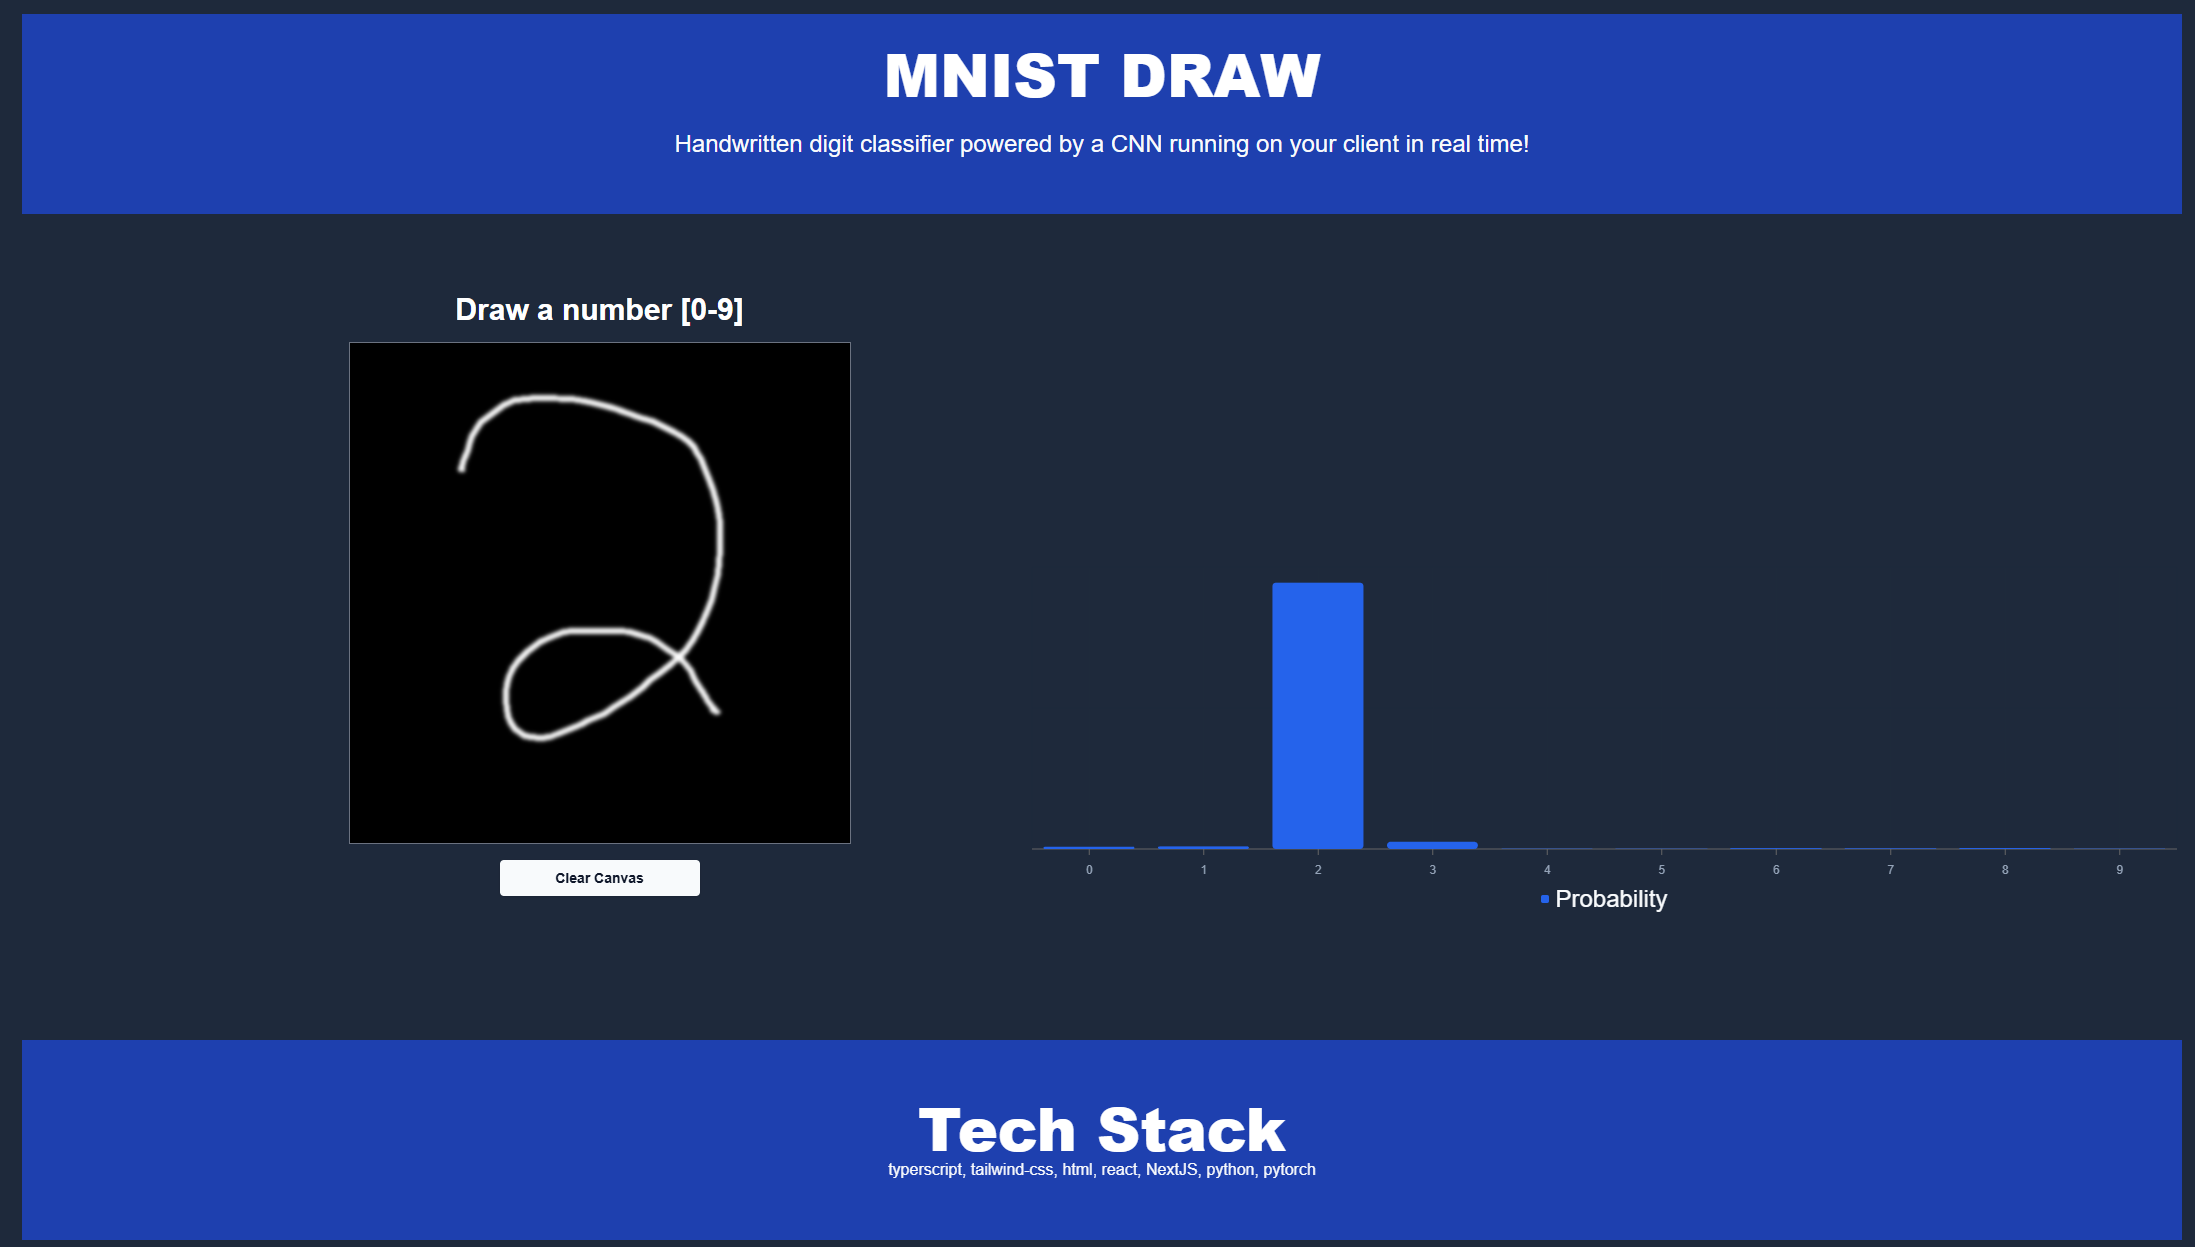 MNIST DRAW
Handwritten digit classifier powered by a CNN running on your client in real time!
Draw a number [0-9]
2
Clear Canvas
0 1 2 3 4 5 6 7 8 9
Probability
Tech Stack
typerscript, tailwind-css, html, react, NextJS, python, pytorch